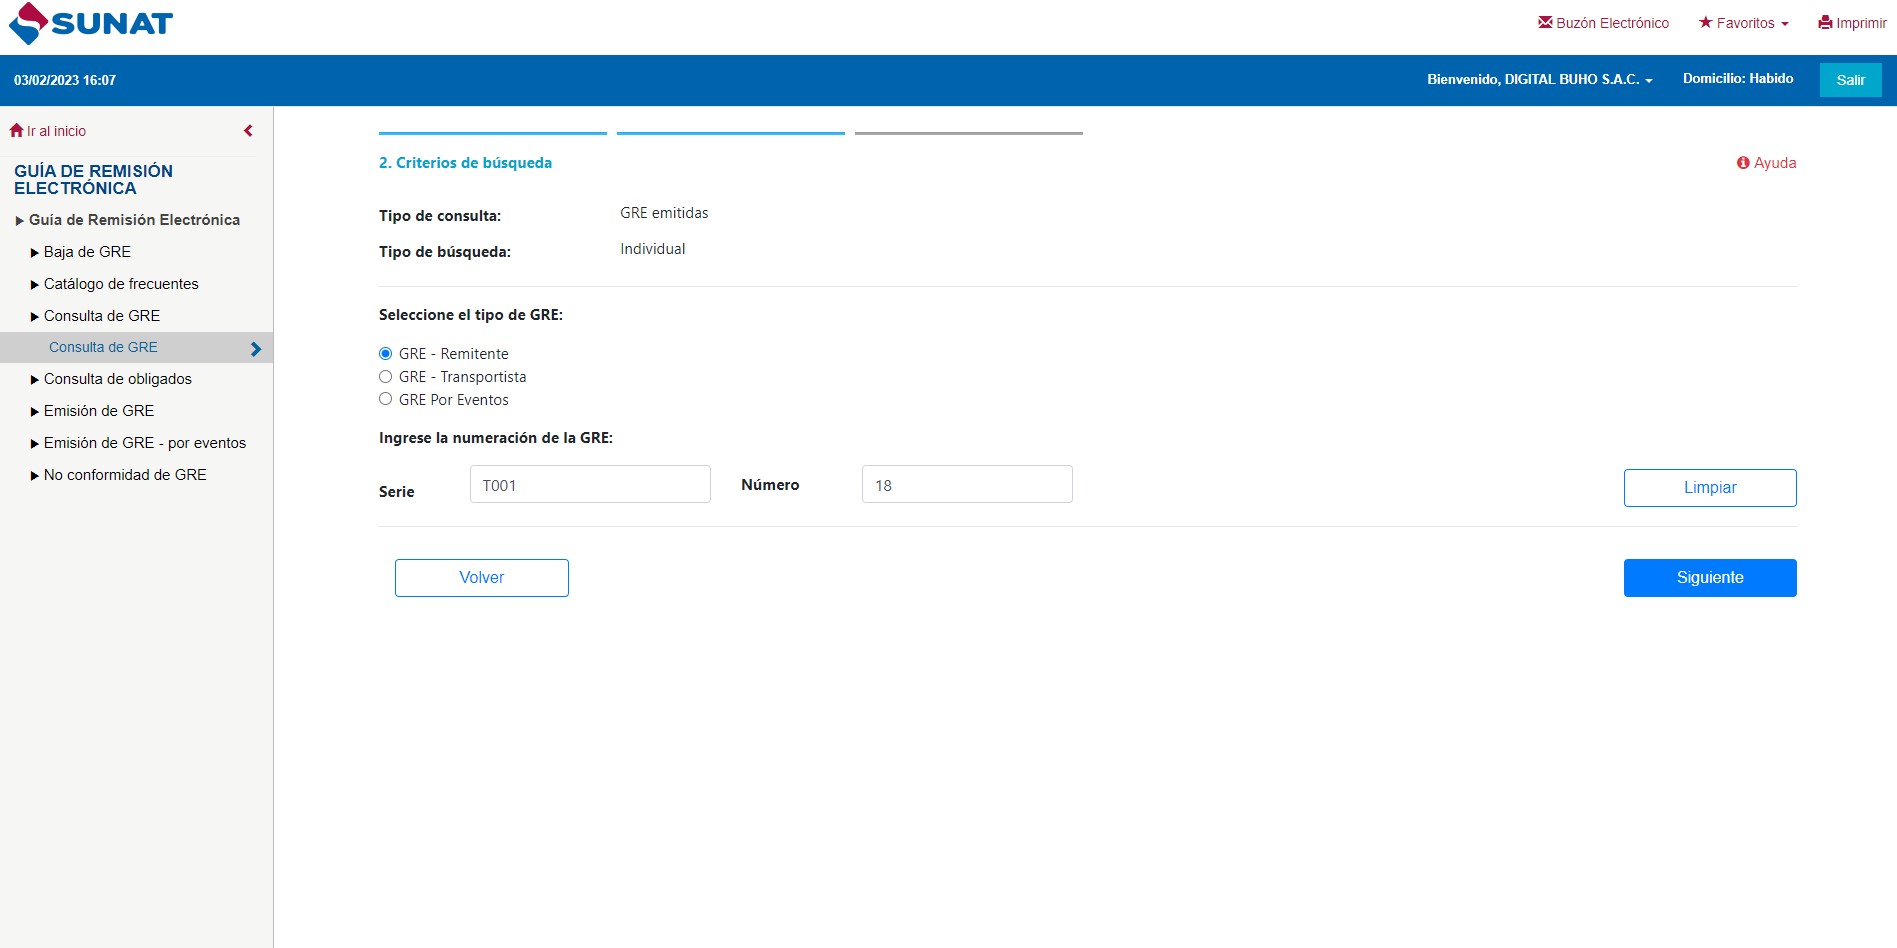 SUNAT
Buzón Electrónico
Favoritos
Imprimir
03/02/2023 16:07
Bienvenido, DIGITAL BUHO S.A.C.
Domicilio: Habido
Salir
Ir al inicio
GUÍA DE REMISIÓN
ELECTRÓNICA
Guía de Remisión Electrónica
Baja de GRE
Catálogo de frecuentes
Consulta de GRE
Consulta de GRE
Consulta de obligados
Emisión de GRE
Emisión de GRE - por eventos
No conformidad de GRE
2. Criterios de búsqueda
Ayuda
Tipo de consulta: GRE emitidas
Tipo de búsqueda: Individual
Seleccione el tipo de GRE:
GRE - Remitente
GRE - Transportista
GRE Por Eventos
Ingrese la numeración de la GRE:
Serie T001 Número 18
Limpiar
Volver
Siguiente